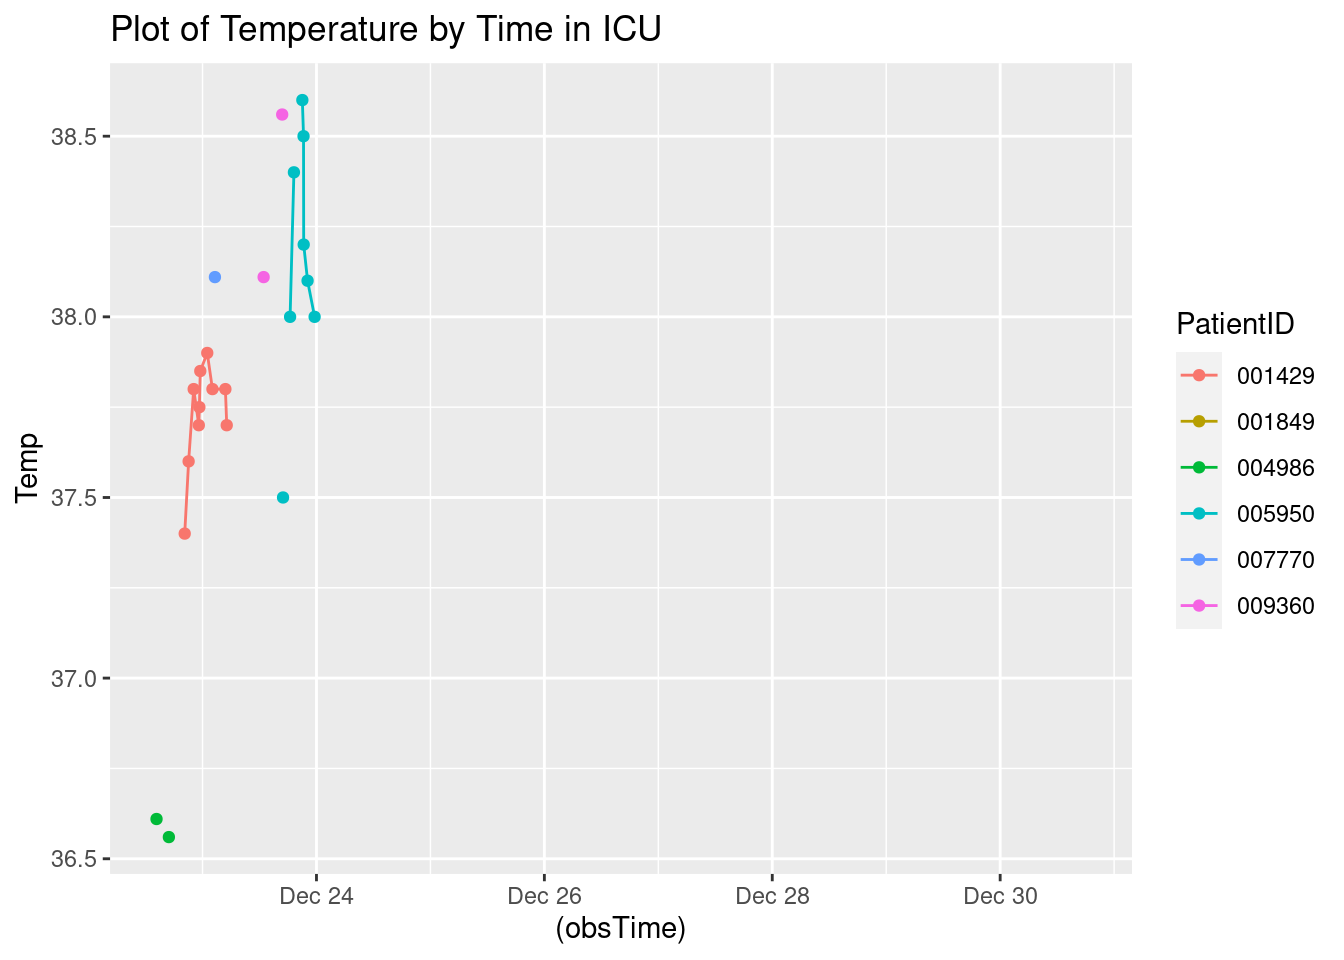 Plot of Temperature by Time in ICU
38.5
38.0
37.5
37.0
36.5
Temp
Dec 24
Dec 26
Dec 28
Dec 30
(obsTime)
PatientID
001429
001849
004986
005950
007770
009360